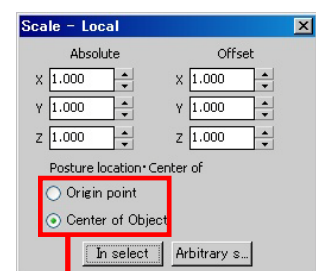 Scale - Local
Absolute Offset
X 1.000 X 1.000
Y 1.000 Y 1.000
Z 1.000 Z 1.000
Posture location・Center of
Origin point
Center of Object
In select Arbitrary s...